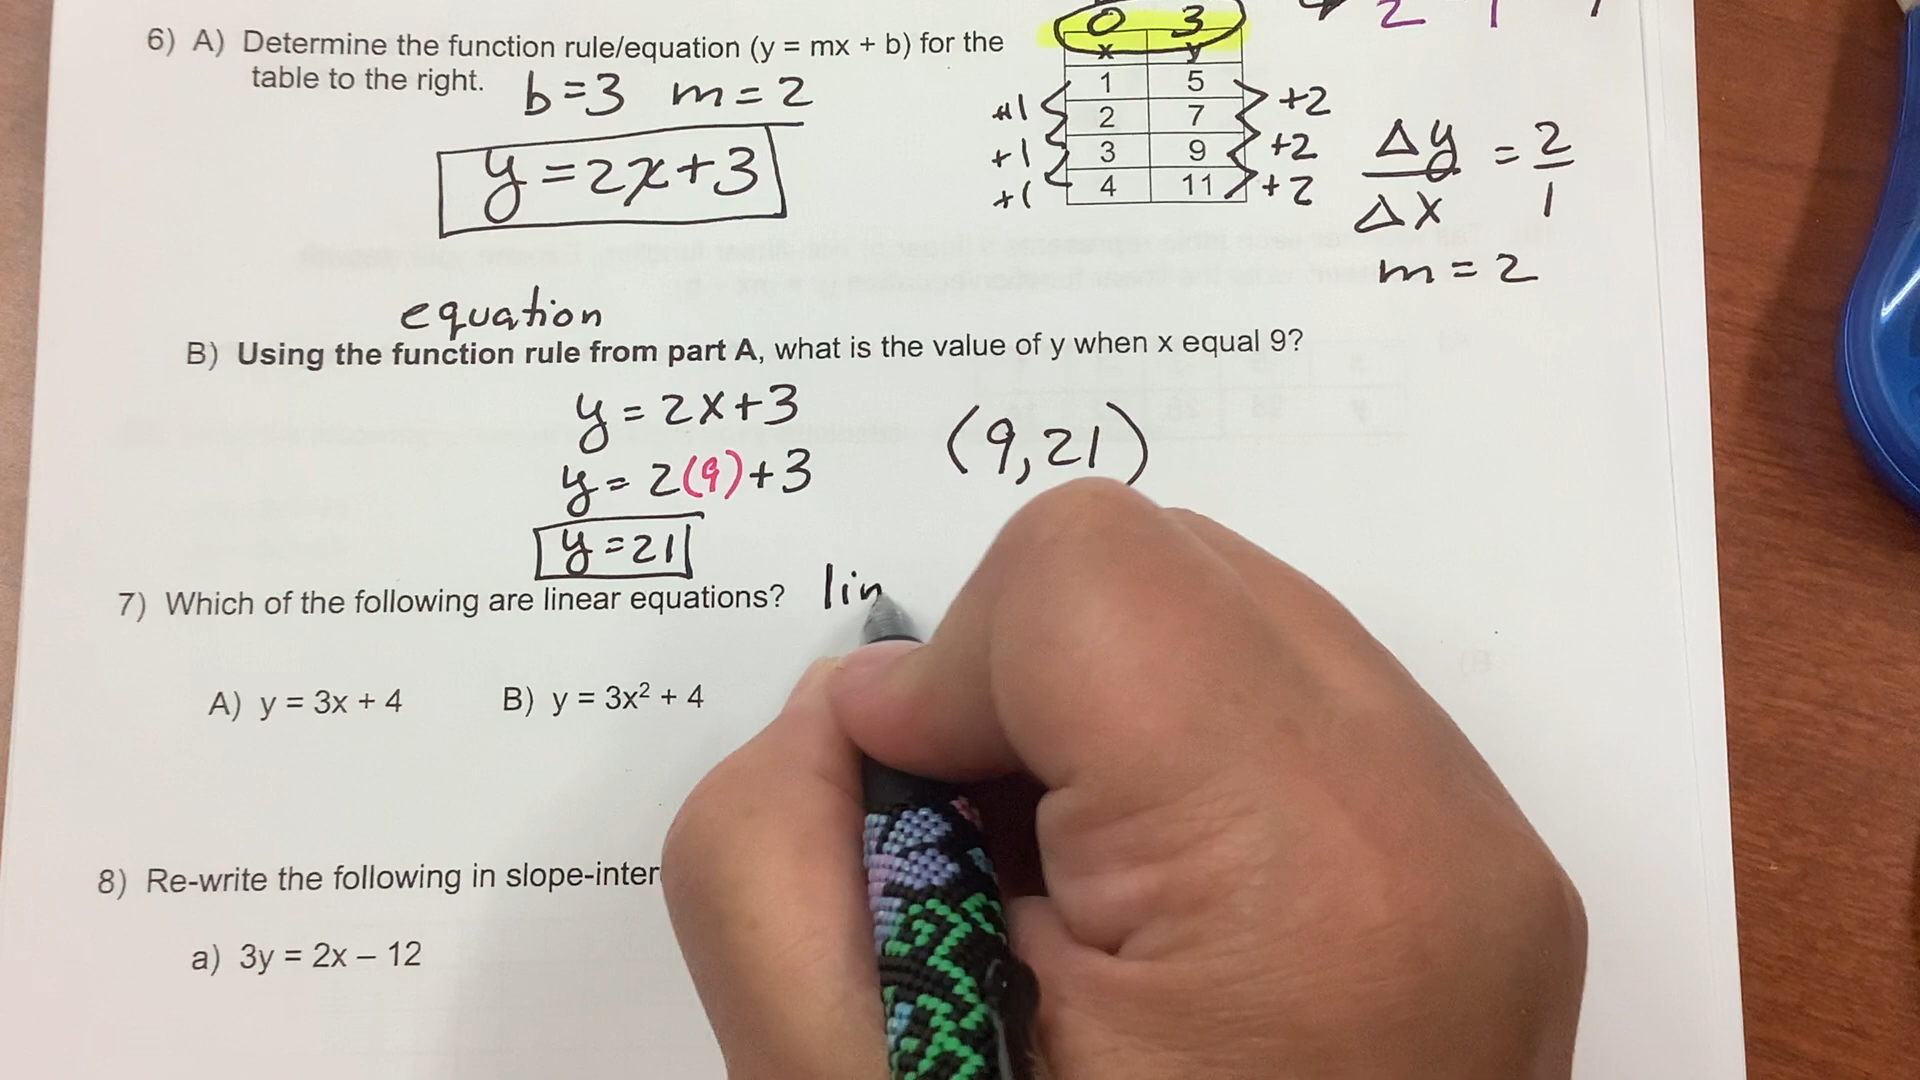 0 3
2 1
6) A) Determine the function rule/equation (y = mx + b) for the
table to the right.
b=3 m=2
y=2x+3
x y
1 5
2 7
3 9
4 11
+1
+1
+1
+2
+2
+2
Δy = 2
Δx 1
m = 2
equation
B) Using the function rule from part A, what is the value of y when x equal 9?
y = 2x+3
y = 2(9)+3
y=21
(9,21)
7) Which of the following are linear equations? lin
A) y = 3x + 4 B) y = 3x² + 4
8) Re-write the following in slope-inter
a) 3y = 2x – 12